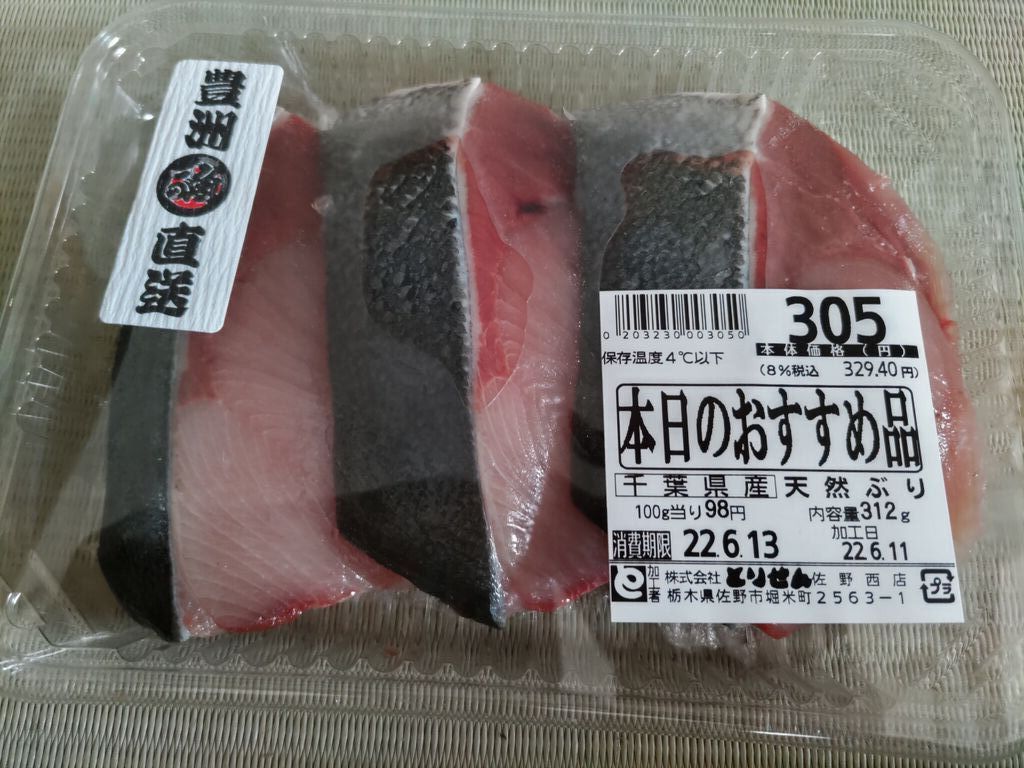 豊洲
直送
0 203230 003050
305
本体価格(円)
保存温度4℃以下
(8%税込 329.40円)
本日のおすすめ品
千葉県産 天然ぶり
100g当り98円 内容量312g
消費期限 22.6.13
加工日
22.6.11
加工者 株式会社 とりせん 佐野西店
栃木県佐野市堀米町2563-1
プラ